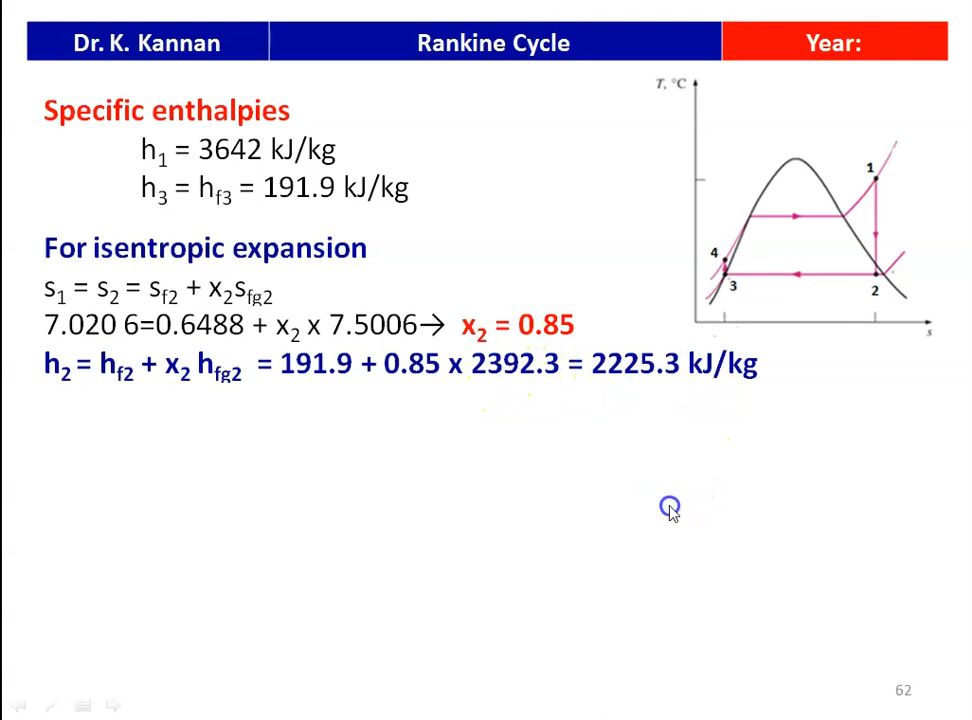 Dr. K. Kannan
Rankine Cycle
Year:
Specific enthalpies
h1 = 3642 kJ/kg
h3 = hf3 = 191.9 kJ/kg
For isentropic expansion
s1 = s2 = sf2 + x2sfg2
7.020 6=0.6488 + x2 x 7.5006→ x2 = 0.85
h2 = hf2 + x2 hfg2 = 191.9 + 0.85 x 2392.3 = 2225.3 kJ/kg
T, °C
1
4
3
2
s
62